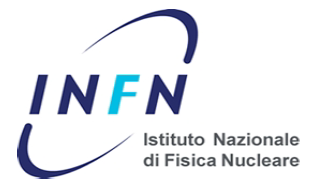 INFN
Istituto Nazionale
di Fisica Nucleare